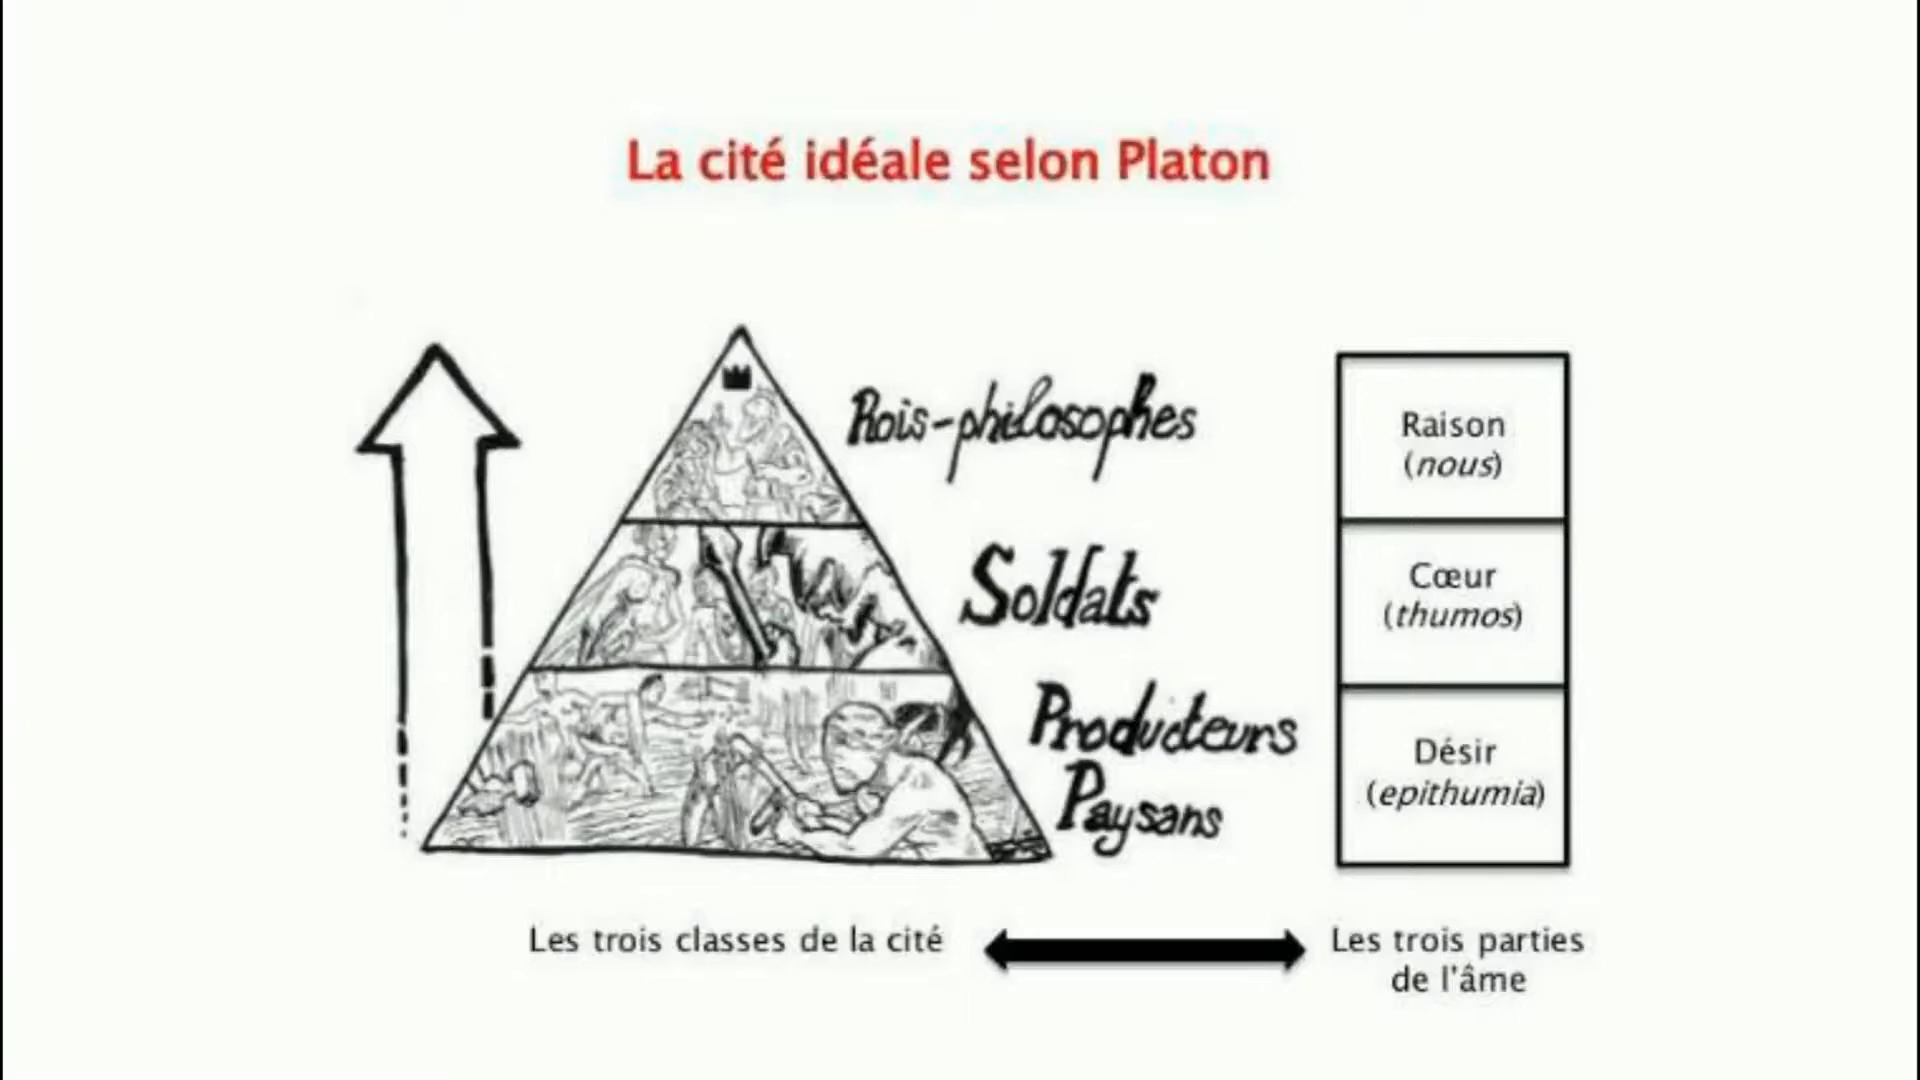 La cité idéale selon Platon
Rois-philosophes
Soldats
Producteurs
Paysans
Raison
(nous)
Cœur
(thumos)
Désir
(epithumia)
Les trois classes de la cité
Les trois parties
de l'âme